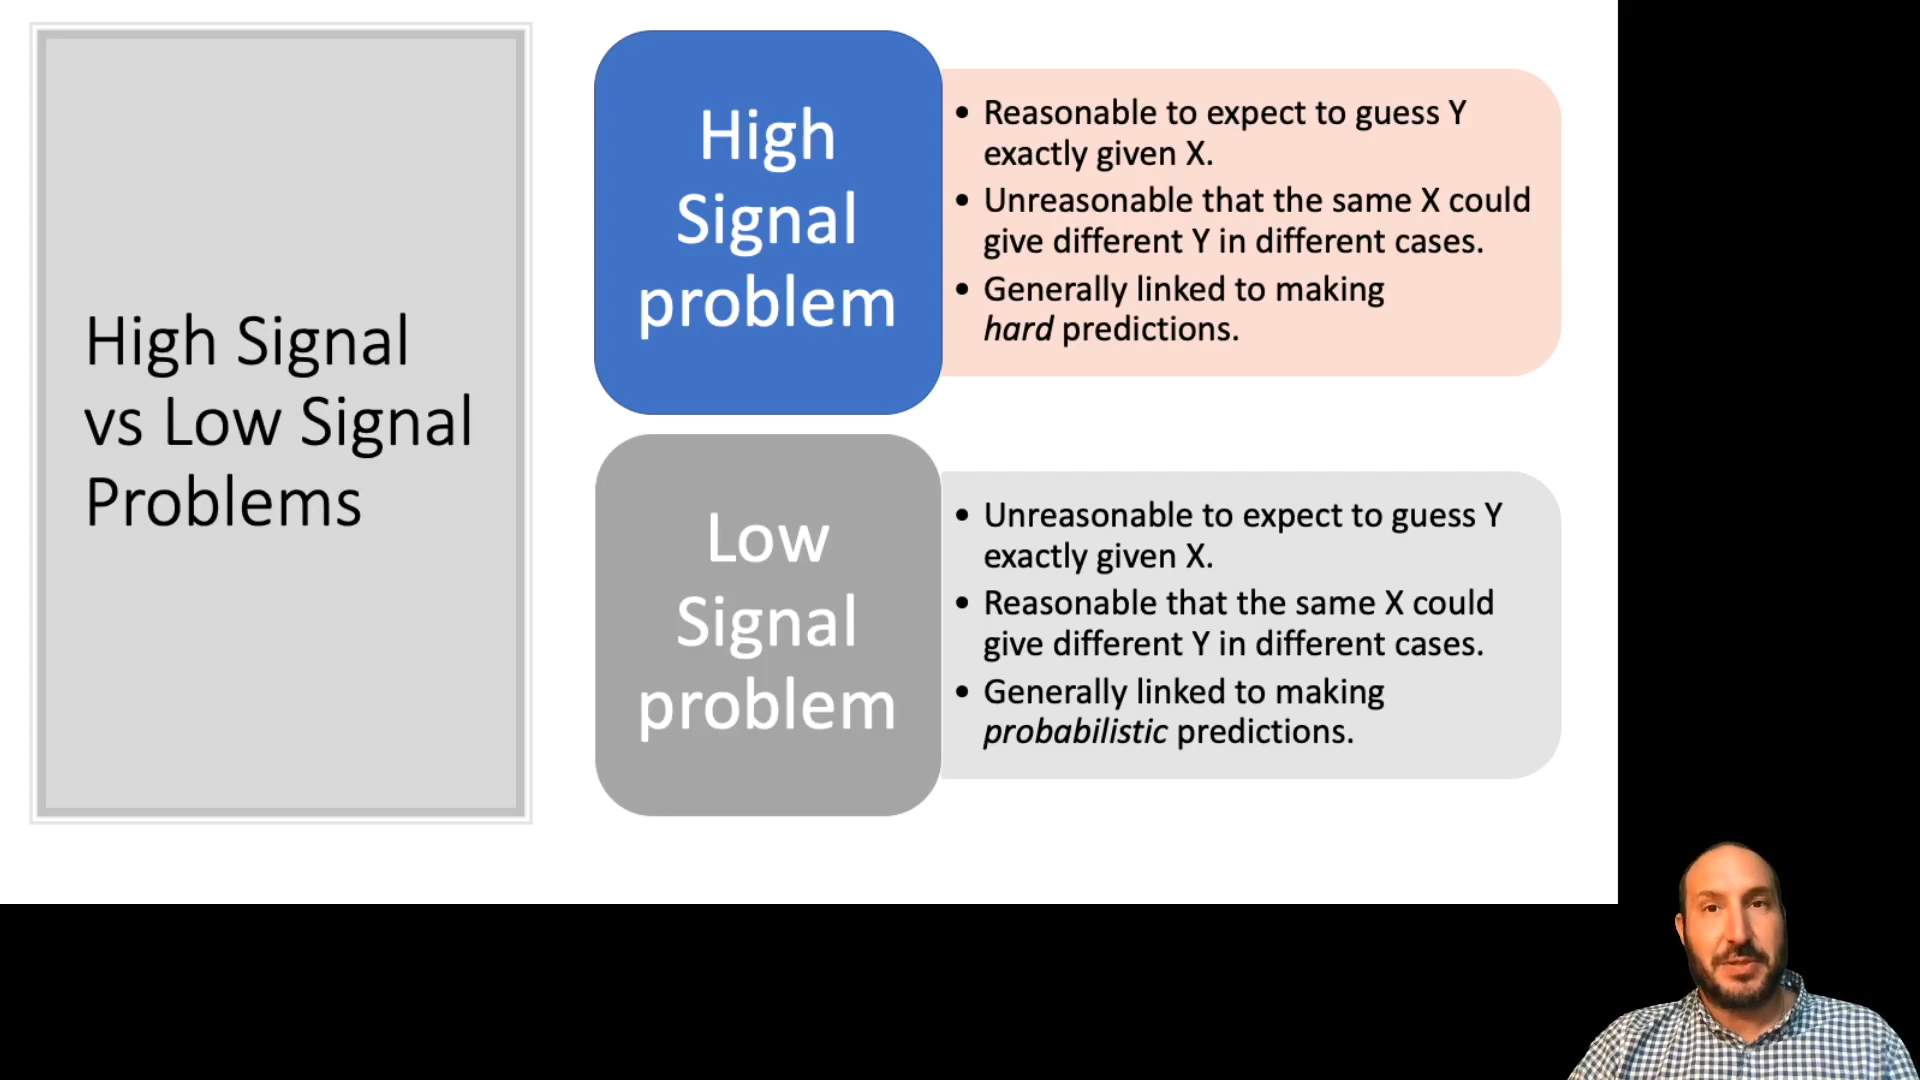 High Signal
vs Low Signal
Problems
High
Signal
problem
• Reasonable to expect to guess Y
exactly given X.
• Unreasonable that the same X could
give different Y in different cases.
• Generally linked to making
hard predictions.
Low
Signal
problem
• Unreasonable to expect to guess Y
exactly given X.
• Reasonable that the same X could
give different Y in different cases.
• Generally linked to making
probabilistic predictions.